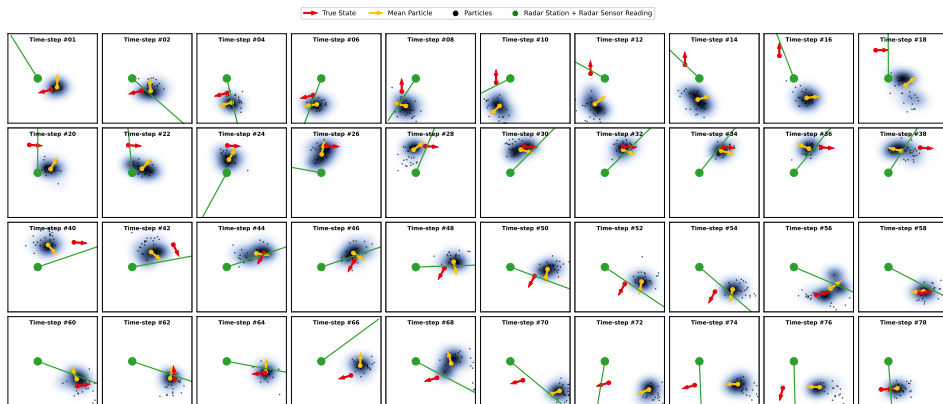 True State
Mean Particle
Particles
Radar Station + Radar Sensor Reading
Time-step #01
Time-step #02
Time-step #04
Time-step #06
Time-step #08
Time-step #10
Time-step #12
Time-step #14
Time-step #16
Time-step #18
Time-step #20
Time-step #22
Time-step #24
Time-step #26
Time-step #28
Time-step #30
Time-step #32
Time-step #34
Time-step #36
Time-step #38
Time-step #40
Time-step #42
Time-step #44
Time-step #46
Time-step #48
Time-step #50
Time-step #52
Time-step #54
Time-step #56
Time-step #58
Time-step #60
Time-step #62
Time-step #64
Time-step #66
Time-step #68
Time-step #70
Time-step #72
Time-step #74
Time-step #76
Time-step #78